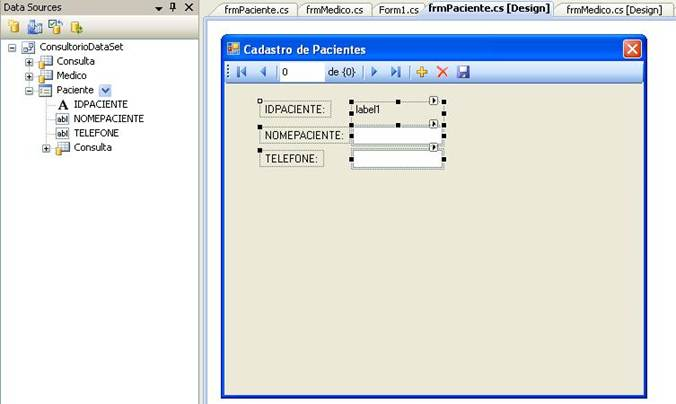 Data Sources
ConsultorioDataSet
Consulta
Medico
Paciente
IDPACIENTE
NOMEPACIENTE
TELEFONE
Consulta
frmPaciente.cs frmMedico.cs Form1.cs frmPaciente.cs [Design] frmMedico.cs [Design]
Cadastro de Pacientes
0 de {0}
IDPACIENTE: label1
NOMEPACIENTE:
TELEFONE: